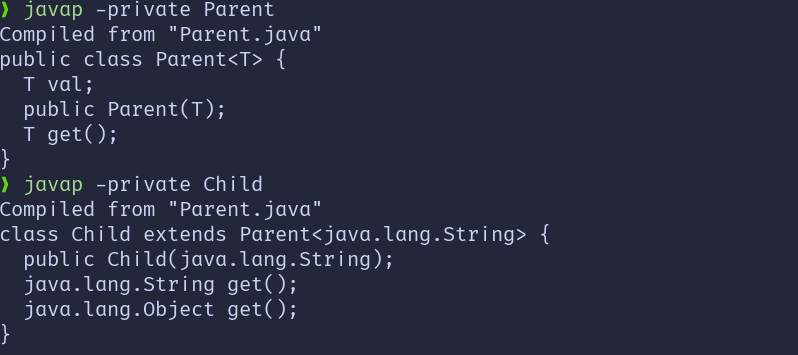 ❱ javap -private Parent
Compiled from "Parent.java"
public class Parent<T> {
  T val;
  public Parent(T);
  T get();
}
❱ javap -private Child
Compiled from "Parent.java"
class Child extends Parent<java.lang.String> {
  public Child(java.lang.String);
  java.lang.String get();
  java.lang.Object get();
}